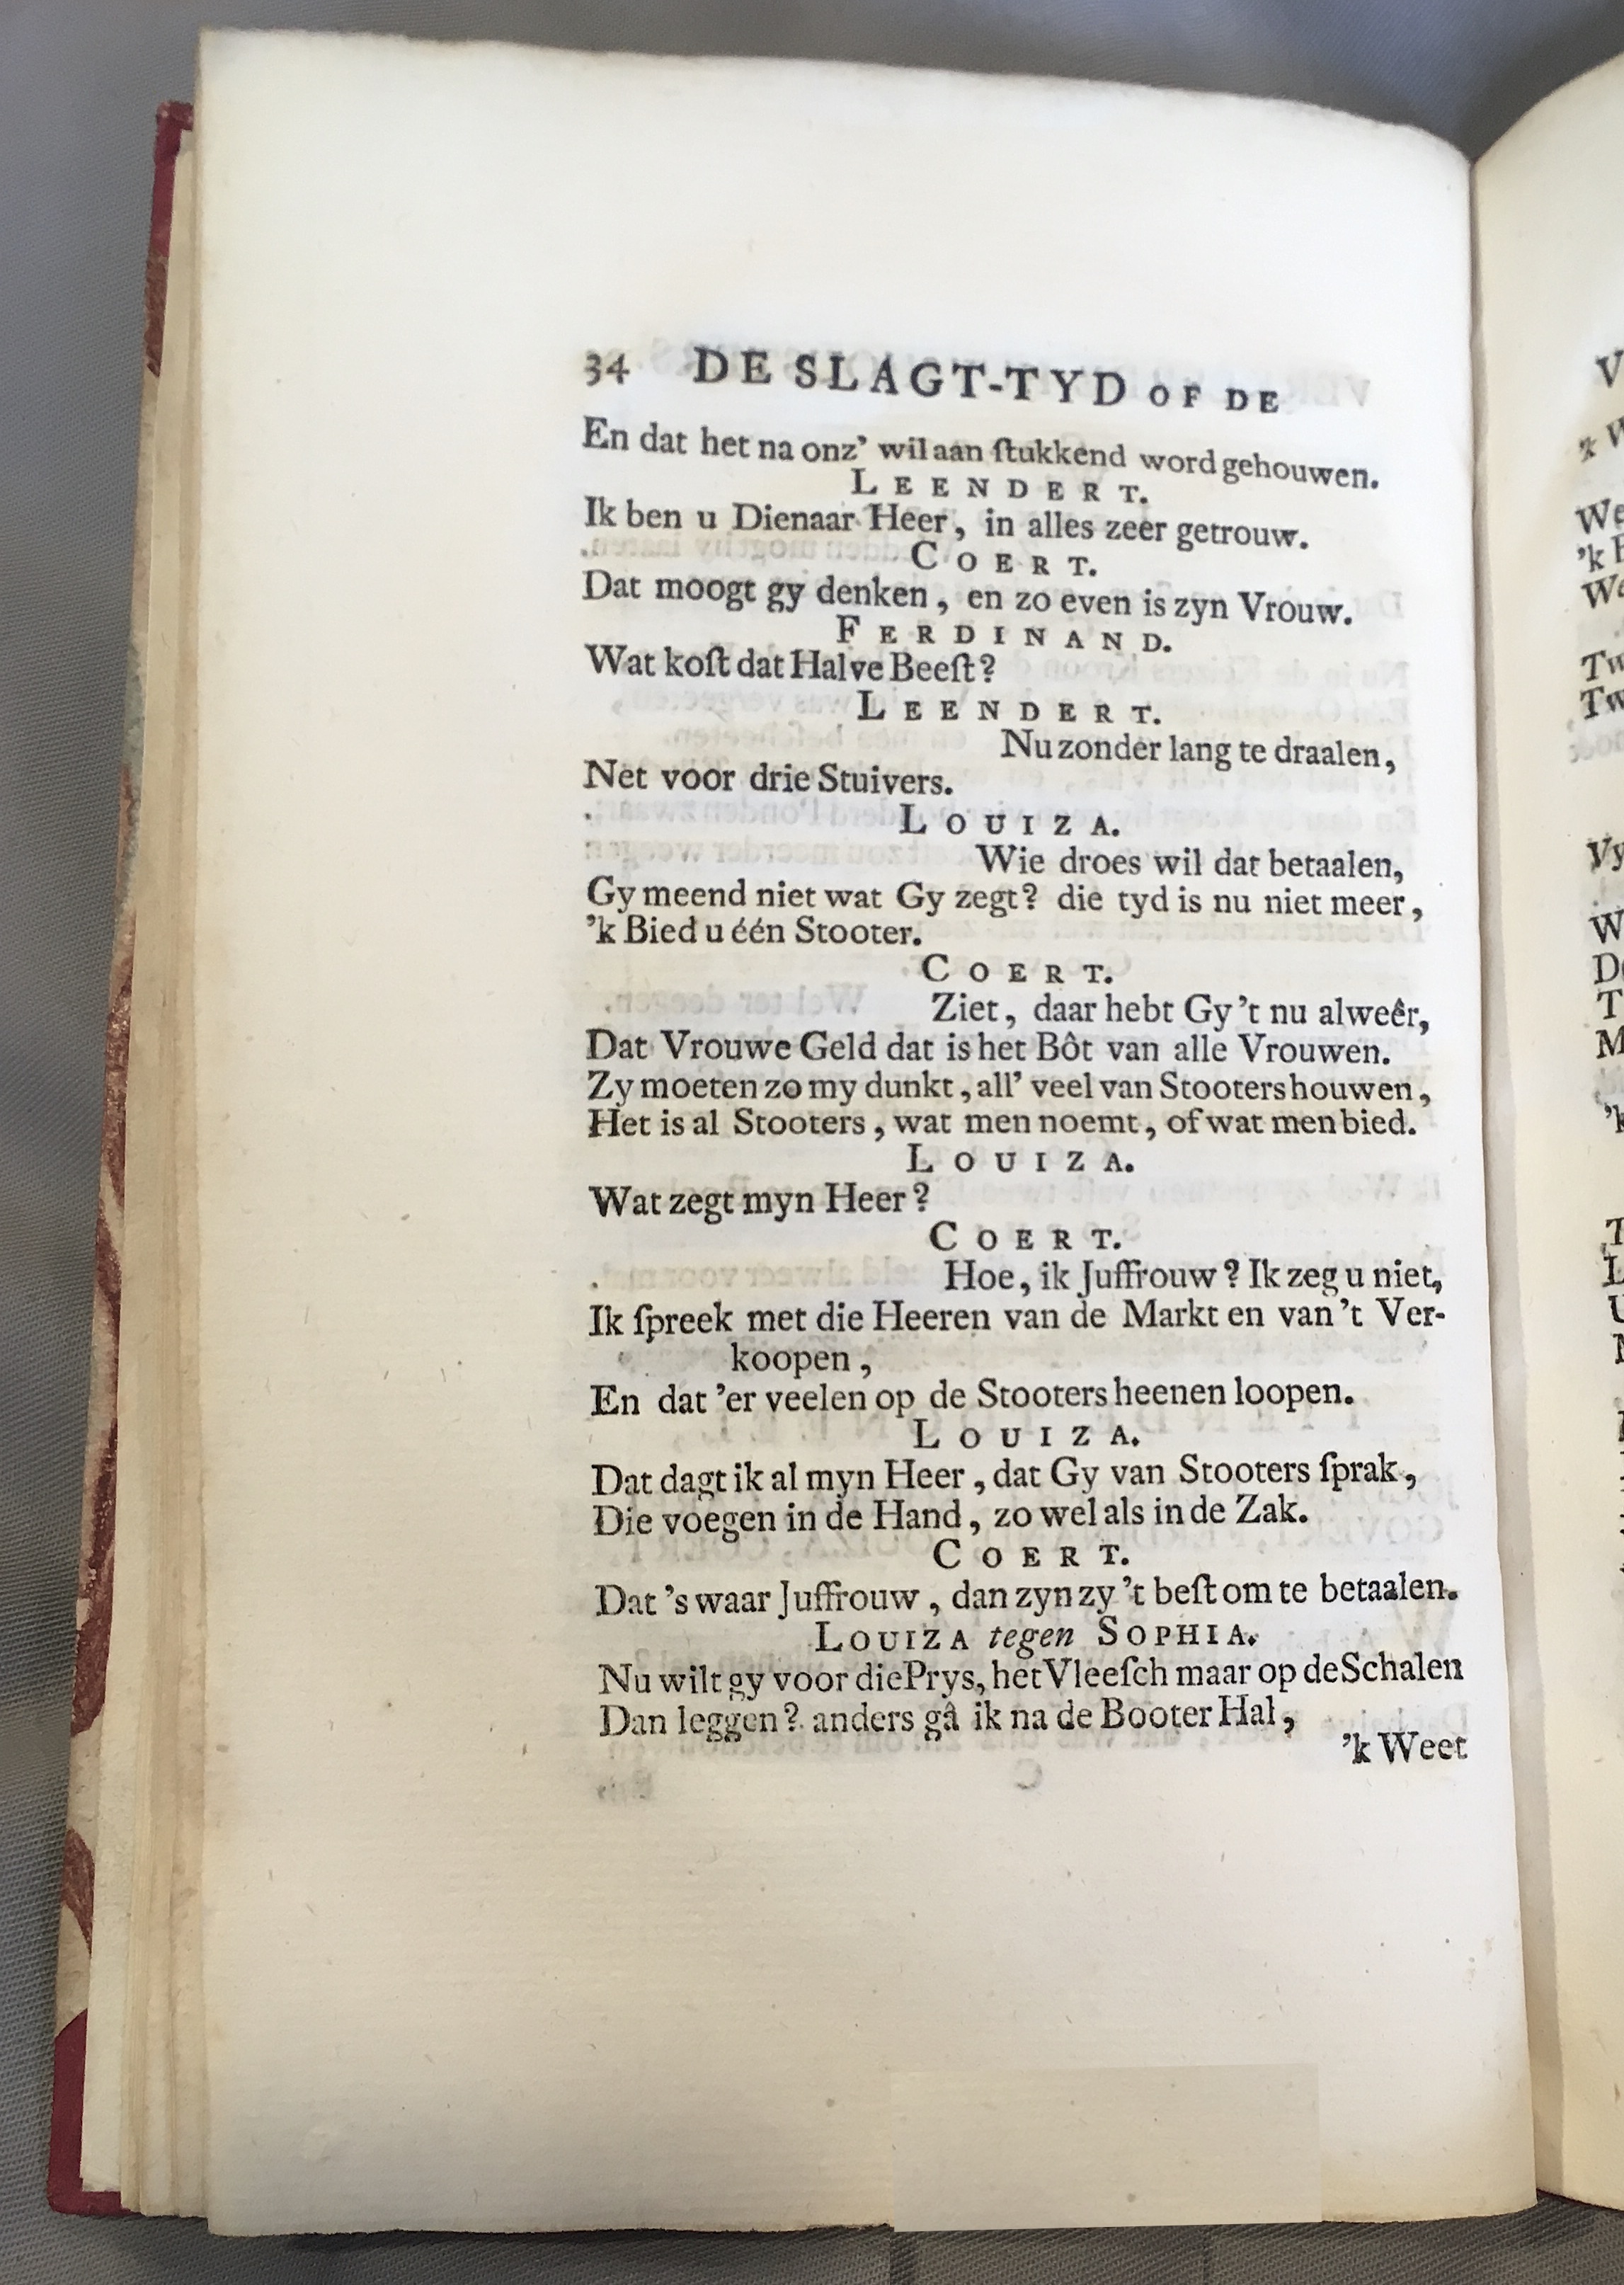 34 DE SLAGT-TYD OF DE
En dat het na onz’ wil aan ſtukkend word gehouwen.
LEENDERT.
Ik ben u Dienaar Heer, in alles zeer getrouw.
COERT.
Dat moogt gy denken, en zo even is zyn Vrouw.
FERDINAND.
Wat koſt dat Halve Beeſt?
LEENDERT.
Nu zonder lang te draalen,
Net voor drie Stuivers.
LOUIZA.
Wie droes wil dat betaalen,
Gy meend niet wat Gy zegt? die tyd is nu niet meer,
’k Bied u één Stooter.
COERT.
Ziet, daar hebt Gy ’t nu alweêr,
Dat Vrouwe Geld dat is het Bôt van alle Vrouwen.
Zy moeten zo my dunkt, all’ veel van Stooters houwen,
Het is al Stooters, wat men noemt, of wat men bied.
LOUIZA.
Wat zegt myn Heer?
COERT.
Hoe, ik Juffrouw? Ik zeg u niet,
Ik ſpreek met die Heeren van de Markt en van ’t Ver-
koopen,
En dat ’er veelen op de Stooters heenen loopen.
LOUIZA.
Dat dagt ik al myn Heer, dat Gy van Stooters ſprak,
Die voegen in de Hand, zo wel als in de Zak.
COERT.
Dat ’s waar Juffrouw, dan zyn zy ’t beſt om te betaalen.
LOUIZA tegen SOPHIA.
Nu wilt gy voor die Prys, het Vleeſch maar op de Schalen
Dan leggen? anders gâ ik na de Booter Hal,
’k Weet